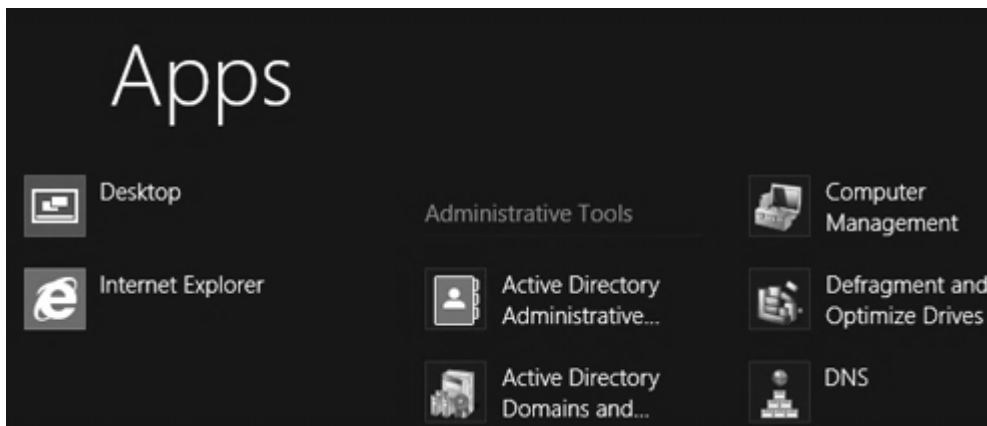 Apps
Desktop
Internet Explorer
Administrative Tools
Active Directory
Administrative...
Active Directory
Domains and...
Computer
Management
Defragment and
Optimize Drives
DNS